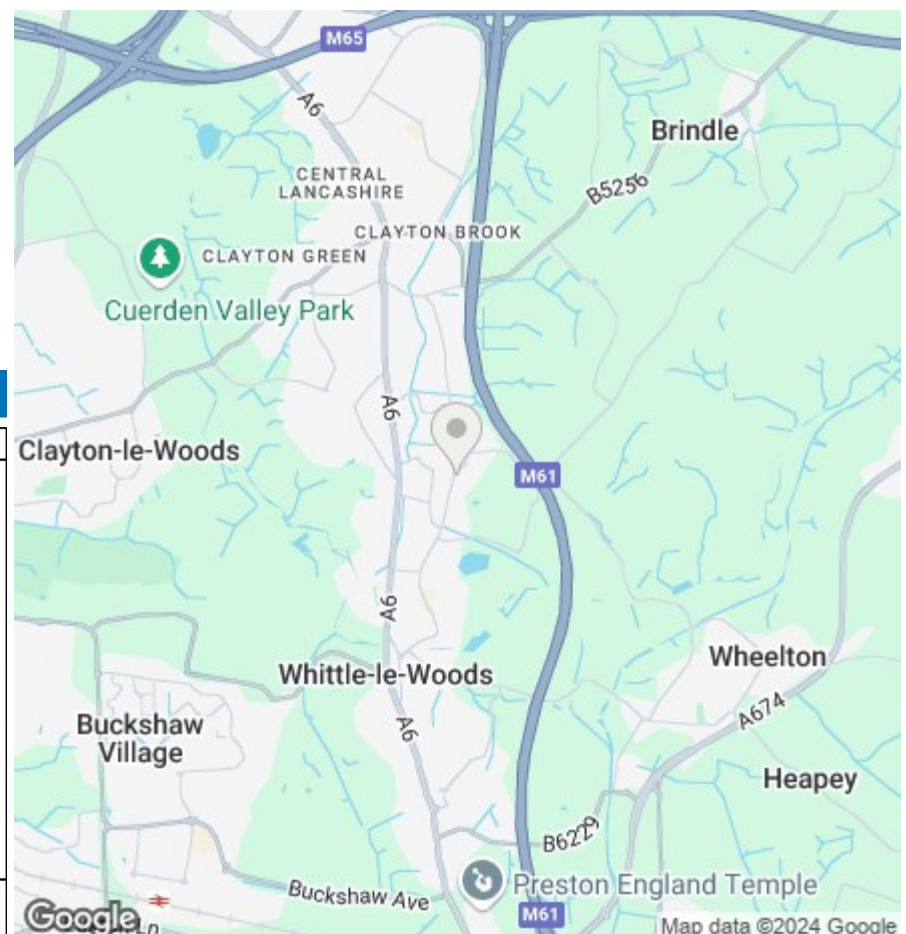 M65
A6
Brindle
CENTRAL
LANCASHIRE
B5256
CLAYTON BROOK
CLAYTON GREEN
Cuerden Valley Park
A6
Clayton-le-Woods
M61
A6
Whittle-le-Woods
Wheelton
A674
Buckshaw
Village
A6
Heapey
B6229
Buckshaw Ave
Preston England Temple
M61
Google
Map data ©2024 Google